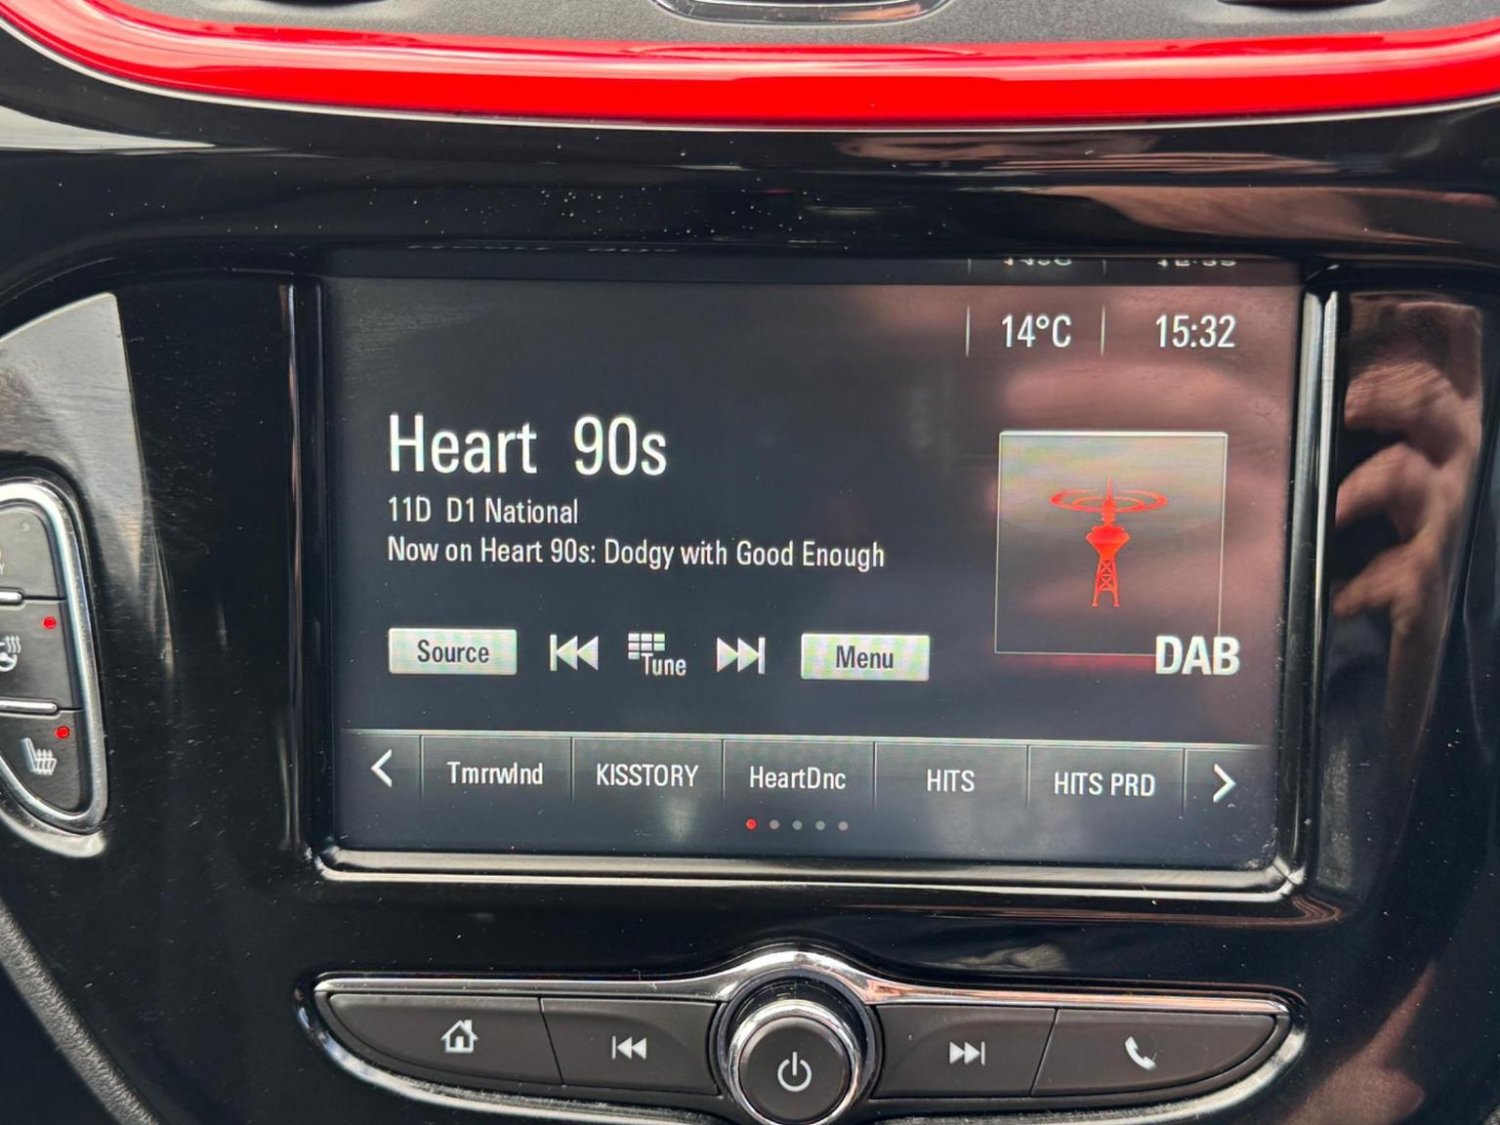 14°C 15:32
Heart 90s
11D D1 National
Now on Heart 90s: Dodgy with Good Enough
Source Tune Menu
DAB
Tmrrwlnd KISSTORY HeartDnc HITS HITS PRD